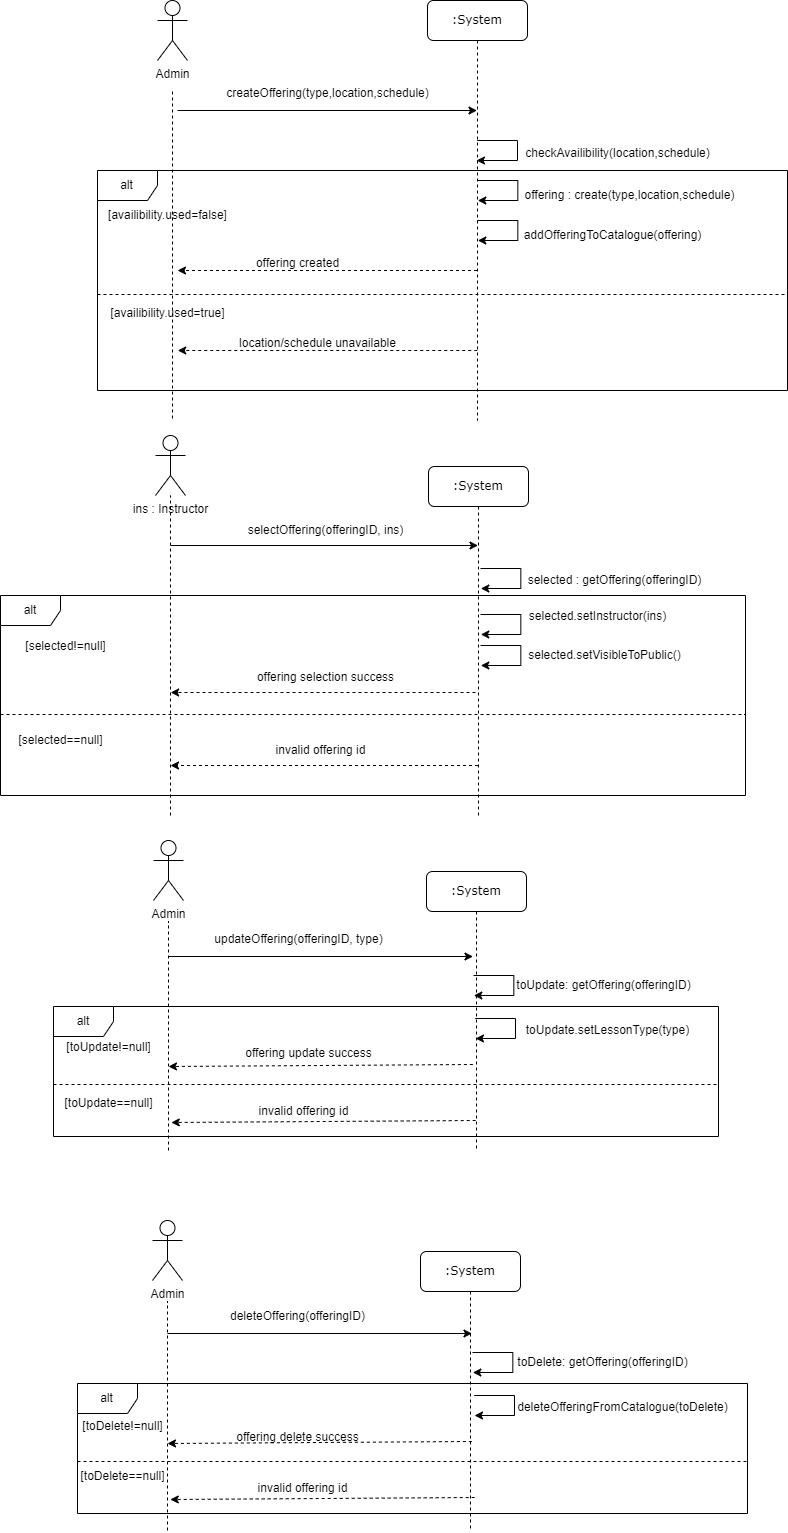 :System
Admin
createOffering(type,location,schedule)
checkAvailibility(location,schedule)
alt
offering : create(type,location,schedule)
[availibility.used=false]
addOfferingToCatalogue(offering)
offering created
[availibility.used=true]
location/schedule unavailable
:System
ins : Instructor
selectOffering(offeringID, ins)
selected : getOffering(offeringID)
alt
selected.setInstructor(ins)
[selected!=null]
selected.setVisibleToPublic()
offering selection success
[selected==null]
invalid offering id
:System
Admin
updateOffering(offeringID, type)
toUpdate: getOffering(offeringID)
alt
toUpdate.setLessonType(type)
[toUpdate!=null]
offering update success
[toUpdate==null]
invalid offering id
:System
Admin
deleteOffering(offeringID)
toDelete: getOffering(offeringID)
alt
deleteOfferingFromCatalogue(toDelete)
[toDelete!=null]
offering delete success
[toDelete==null]
invalid offering id